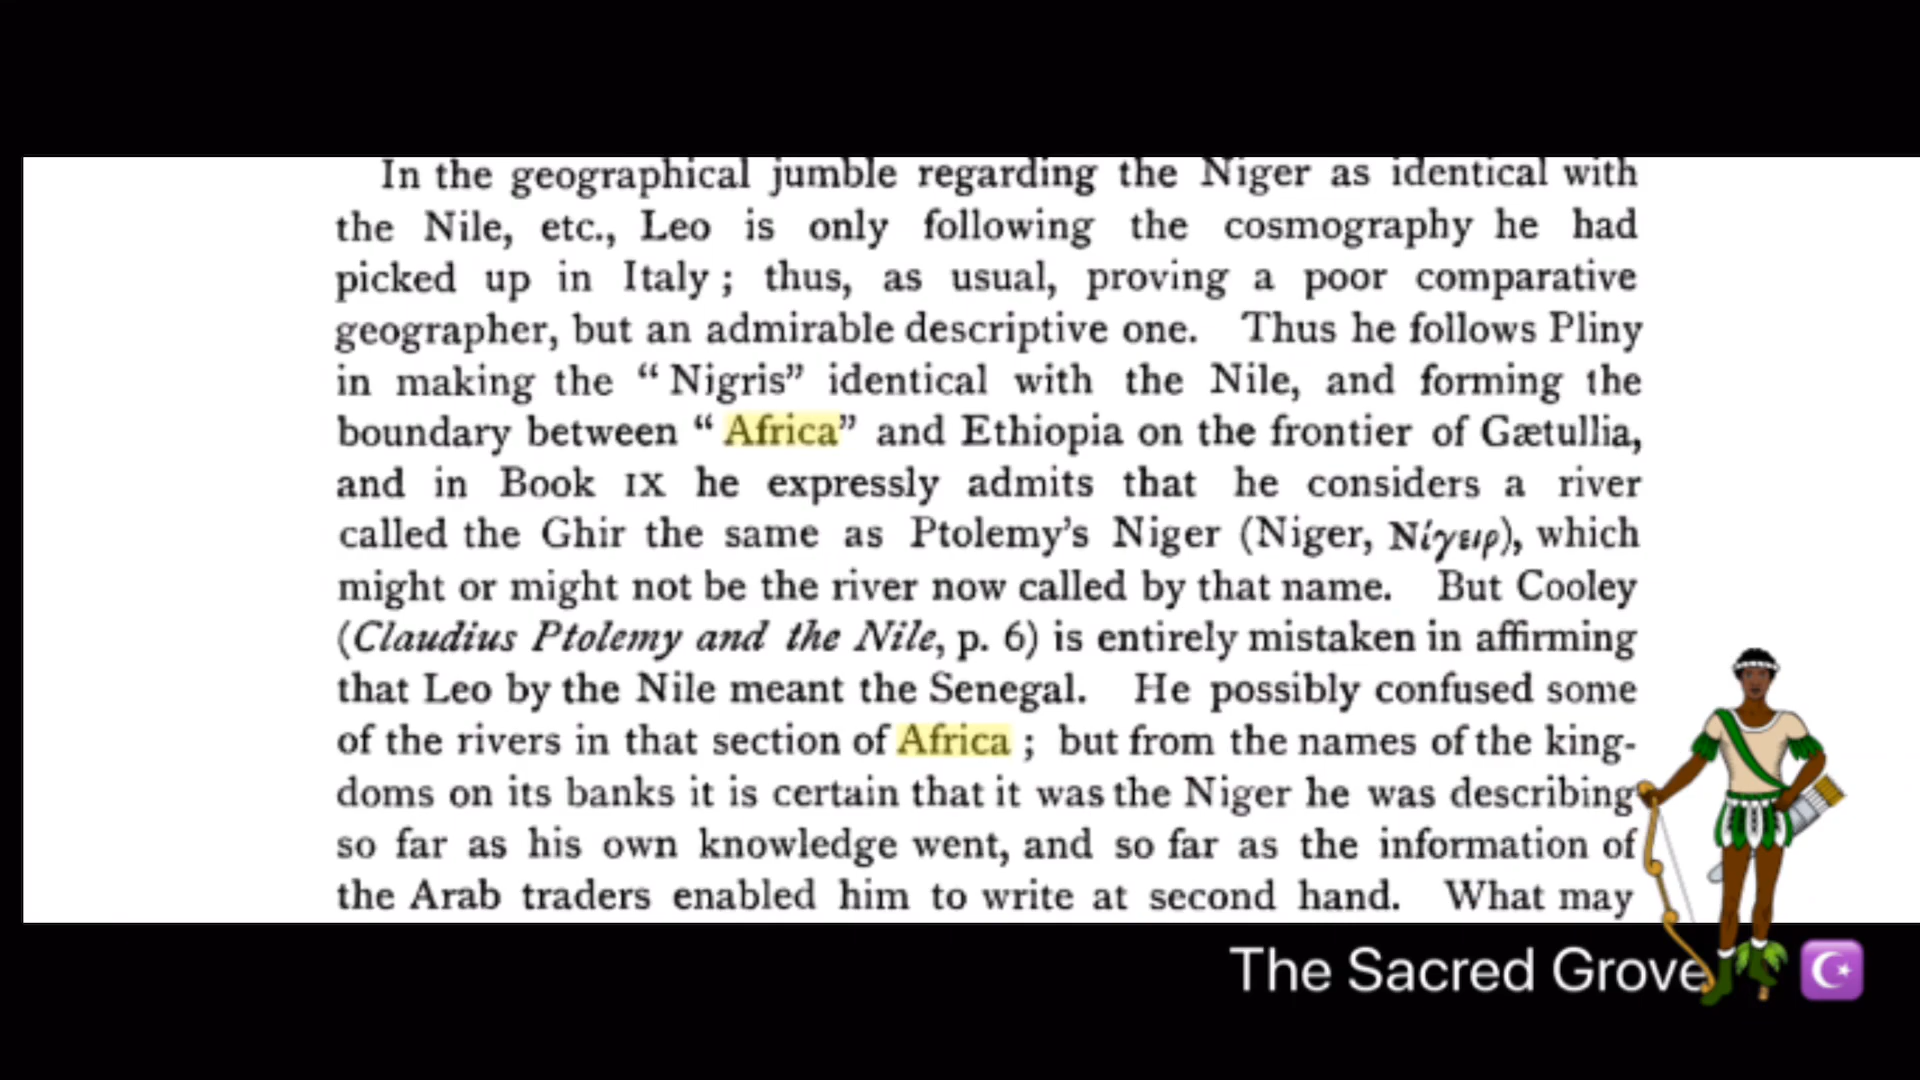 In the geographical jumble regarding the Niger as identical with
the Nile, etc., Leo is only following the cosmography he had
picked up in Italy ; thus, as usual, proving a poor comparative
geographer, but an admirable descriptive one. Thus he follows Pliny
in making the “ Nigris” identical with the Nile, and forming the
boundary between “ Africa” and Ethiopia on the frontier of Gætullia,
and in Book IX he expressly admits that he considers a river
called the Ghir the same as Ptolemy’s Niger (Niger, Νίγειρ), which
might or might not be the river now called by that name. But Cooley
(Claudius Ptolemy and the Nile, p. 6) is entirely mistaken in affirming
that Leo by the Nile meant the Senegal. He possibly confused some
of the rivers in that section of Africa ; but from the names of the king-
doms on its banks it is certain that it was the Niger he was describing
so far as his own knowledge went, and so far as the information of
the Arab traders enabled him to write at second hand. What may
The Sacred Grove